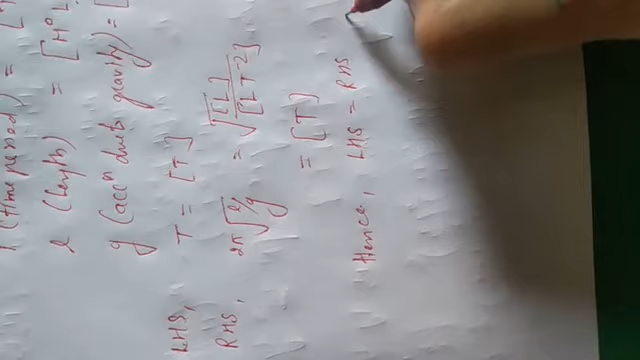 (time period) =
l (length) = [M⁰L
g (accⁿ due to gravity) = [
LHS, T = [T]
RHS, 2π√l/g = √[L]/[LT⁻²]
= [T]
Hence, LHS = RHS